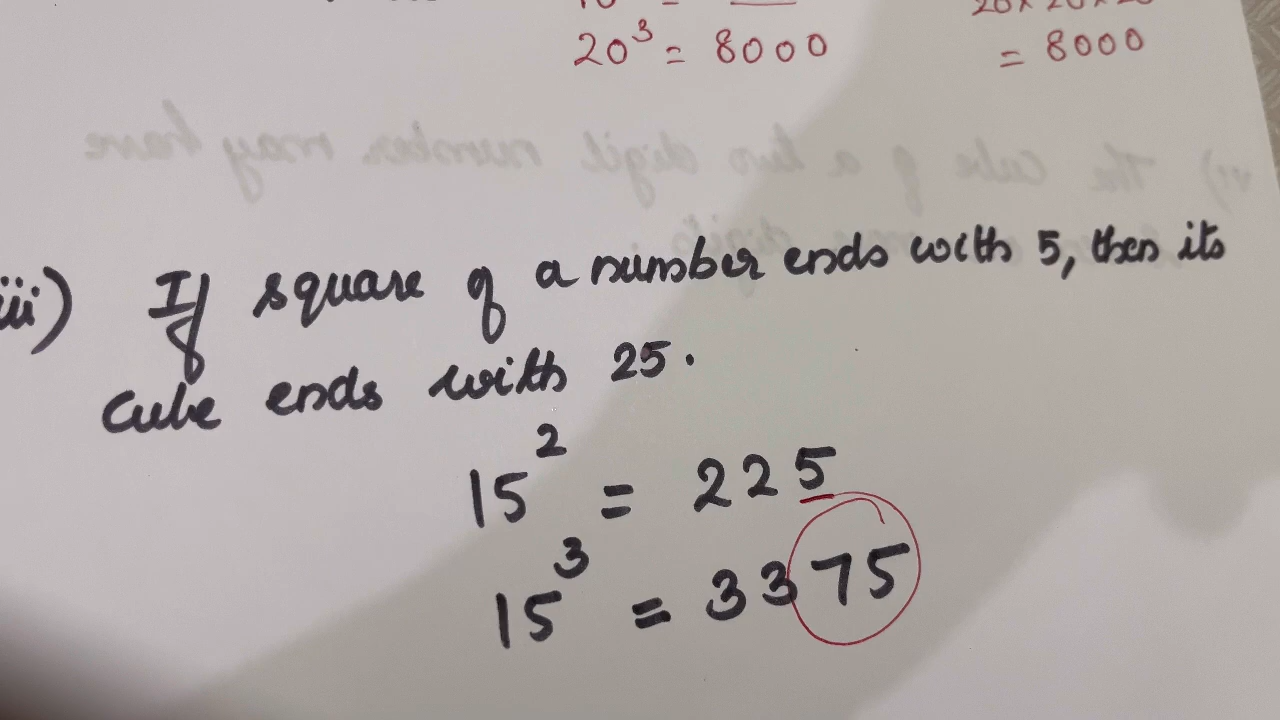 20³ = 8000 = 8000
iii) If square of a number ends with 5, then its
cube ends with 25.
15² = 225
15³ = 3375